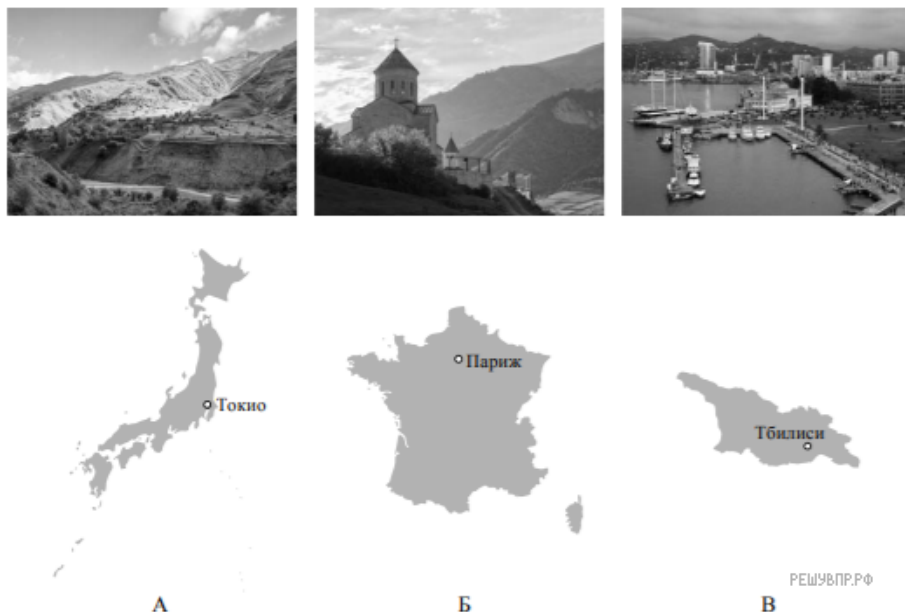 Токио
Париж
Тбилиси
РЕШУВПР.РФ
А
Б
В